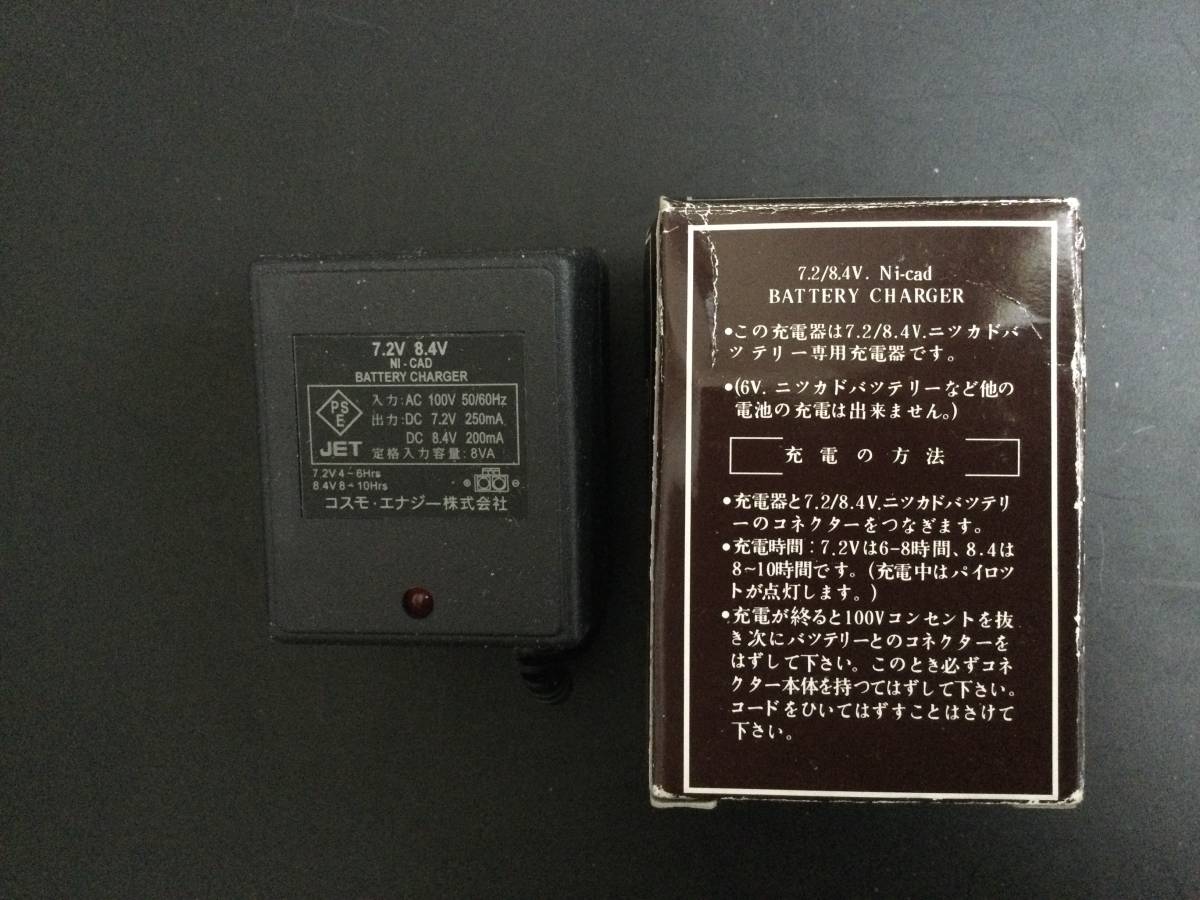 7.2V 8.4V
NI-CAD
BATTERY CHARGER
PS
E
JET
入力:AC 100V 50/60Hz
出力:DC 7.2V 250mA
DC 8.4V 200mA
定格入力容量:8VA
7.2V 4~6Hrs
8.4V 8~10Hrs
コスモ・エナジー株式会社
7.2/8.4V. Ni-cad
BATTERY CHARGER
●この充電器は7.2/8.4V.ニツカドバ
ツテリー専用充電器です。
●(6V. ニツカドバツテリーなど他の
電池の充電は出来ません。)
充電の方法
●充電器と7.2/8.4V.ニツカドバツテリ
ーのコネクターをつなぎます。
●充電時間:7.2Vは6-8時間、8.4は
8~10時間です。(充電中はパイロツ
トが点灯します。)
●充電が終ると100Vコンセントを抜
き次にバツテリーとのコネクターを
はずして下さい。このとき必ずコネ
クター本体を持つてはずして下さい。
コードをひいてはずすことはさけて
下さい。